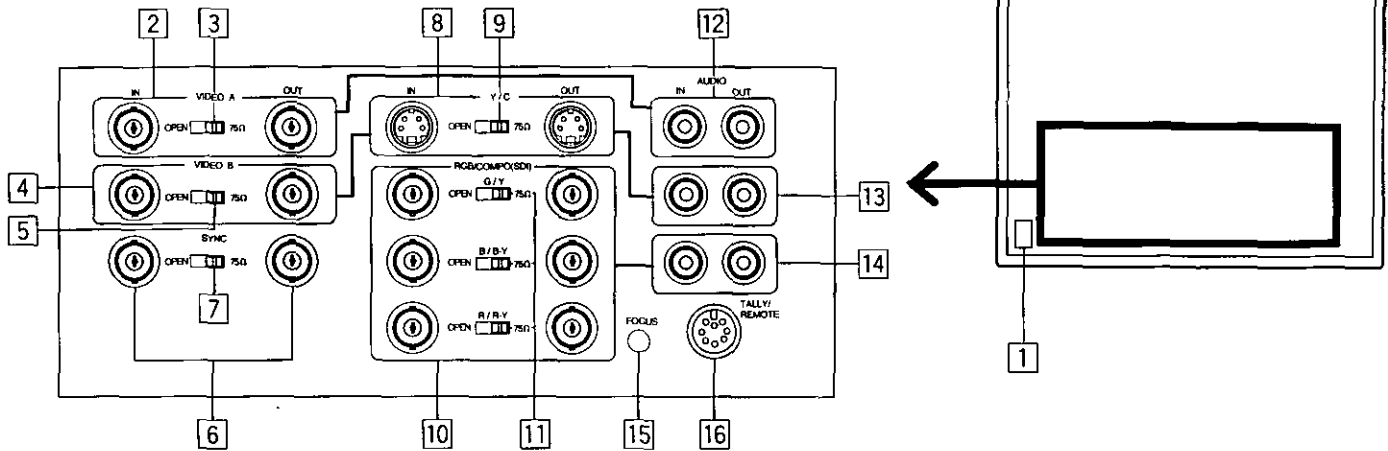 2 3 8 9 12
IN VIDEO A OUT IN Y/C OUT AUDIO
IN OUT
OPEN 75Ω OPEN 75Ω
VIDEO B RGB/COMPO(SDI)
4 G/Y 13
OPEN 75Ω OPEN 75Ω
5
SYNC B/B-Y 14
OPEN 75Ω OPEN 75Ω
7 TALLY/
REMOTE
R/R-Y FOCUS
OPEN 75Ω
1
6 10 11 15 16